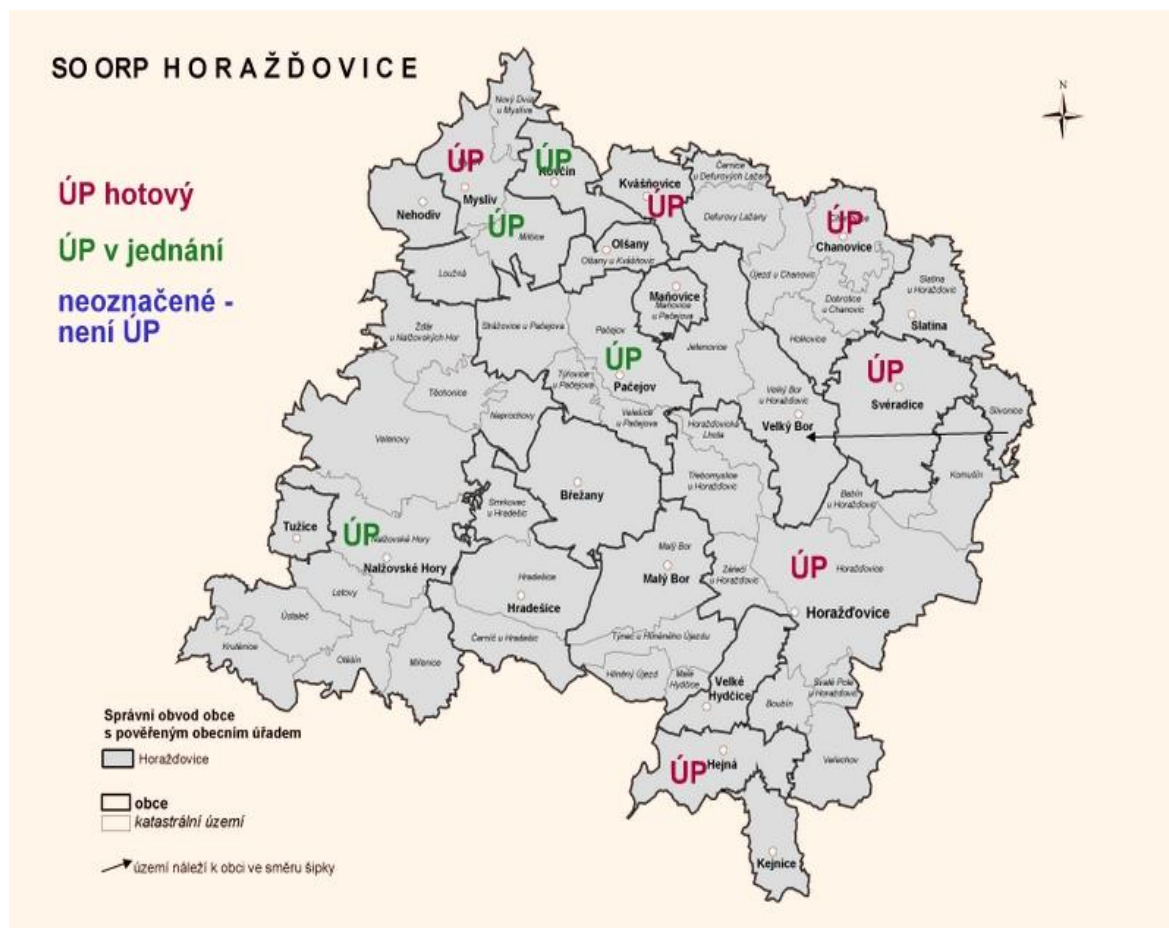 SO ORP HORAŽĎOVICE
N
ÚP hotový
ÚP v jednání
neoznačené -
není ÚP
Nový Dvůr
u Myslíva
ÚP
Myslív
ÚP
Kovčín
Nehodiv
ÚP
Milčice
Loužná
Kvášňovice
ÚP
Olšany
Olšany u Kvášňovic
Černice
u Defurových Lažan
Defurovy Lažany
ÚP
Chanovice
Újezd u Chanovic
Dobrotice
u Chanovic
Holkovice
Slatina
u Horažďovic
Slatina
Maňovice
Maňovice
u Pačejova
Žďár
u Nalžovských Hor
Strážovice u Pačejova
Pačejov
ÚP
Pačejov
Jetenovice
Týřovice
u Pačejova
Velešice
u Pačejova
Těchonice
Neprochovy
Velenovy
Velký Bor
u Horažďovic
Velký Bor
ÚP
Svéradice
Slivonice
Komušín
Horažďovická
Lhota
Třebomyslice
u Horažďovic
Babín
u Horažďovic
Břežany
Smrkovec
u Hradešic
Tužice
ÚP
Nalžovské Hory
Nalžovské Hory
Letovy
Ústaleč
Krutěnice
Otěšín
Miřenice
Hradešice
Hradešice
Černíč u Hradešic
Malý Bor
Malý Bor
Zářečí
u Horažďovic
ÚP
Horažďovice
Horažďovice
Týnec u Hliněného Újezdu
Hliněný Újezd
Malé
Hydčice
Velké
Hydčice
Boubín
Svaté Pole
u Horažďovic
Veřechov
ÚP
Hejná
Kejnice
Správní obvod obce
s pověřeným obecním úřadem
Horažďovice
obce
katastrální území
území náleží k obci ve směru šipky